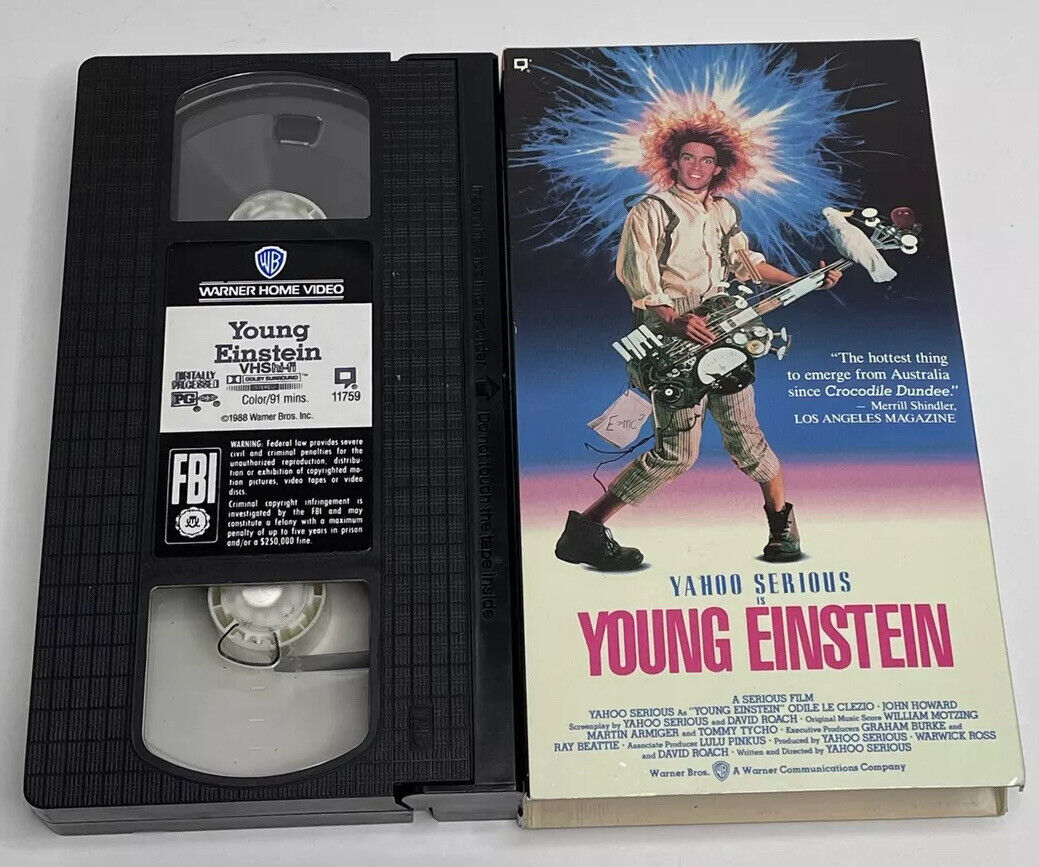 WB
WARNER HOME VIDEO
Young
Einstein
VHS hi-fi
DIGITALLY
PROCESSED
DOLBY SURROUND™
PG
Color/91 mins.
11759
©1988 Warner Bros. Inc.
FBI
WARNING: Federal law provides severe
civil and criminal penalties for the
unauthorized reproduction, distribu-
tion or exhibition of copyrighted mo-
tion pictures, video tapes or video
discs.
Criminal copyright infringement is
investigated by the FBI and may
constitute a felony with a maximum
penalty of up to five years in prison
and/or a $250,000 fine.
Do not touch the tape inside
E=mc²
"The hottest thing
to emerge from Australia
since Crocodile Dundee."
— Merrill Shindler,
LOS ANGELES MAGAZINE
YAHOO SERIOUS
IS
YOUNG EINSTEIN
A SERIOUS FILM
YAHOO SERIOUS As "YOUNG EINSTEIN" ODILE LE CLEZIO · JOHN HOWARD
Screenplay by YAHOO SERIOUS and DAVID ROACH · Original Music Score WILLIAM MOTZING
MARTIN ARMIGER and TOMMY TYCHO · Executive Producers GRAHAM BURKE and
RAY BEATTIE · Associate Producer LULU PINKUS · Produced by YAHOO SERIOUS · WARWICK ROSS
and DAVID ROACH · Written and Directed by YAHOO SERIOUS
Warner Bros. WB A Warner Communications Company